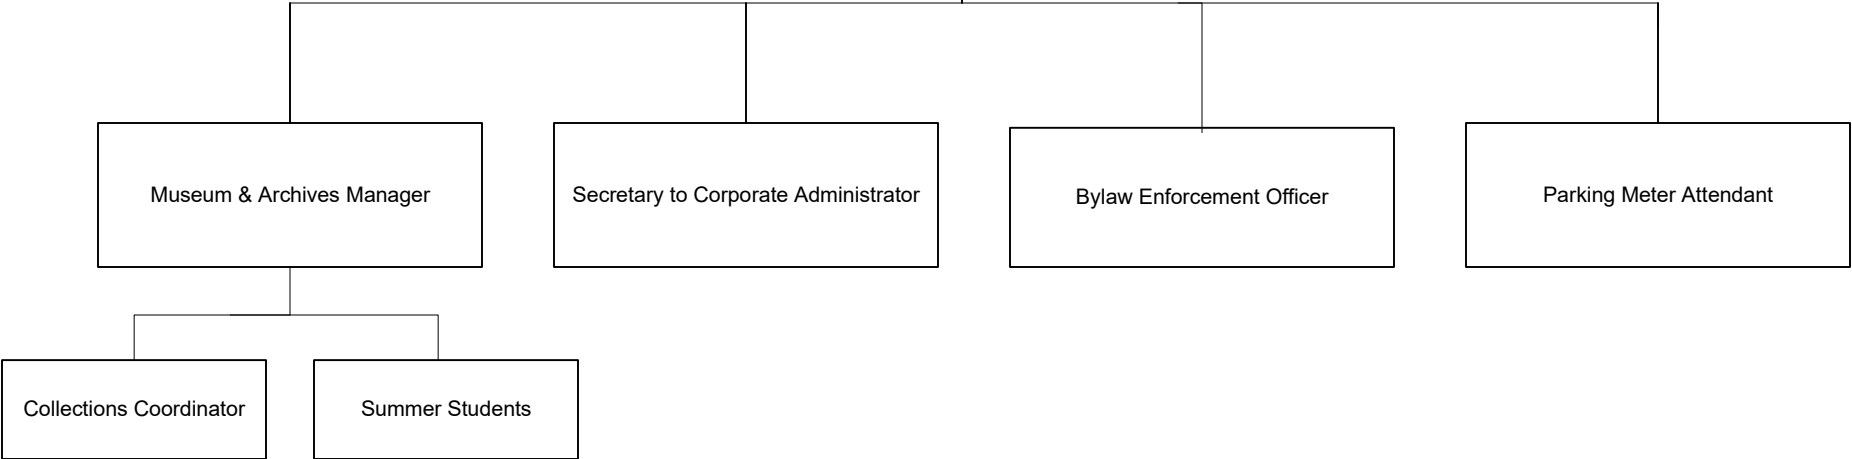 Museum & Archives Manager
Secretary to Corporate Administrator
Bylaw Enforcement Officer
Parking Meter Attendant
Collections Coordinator
Summer Students